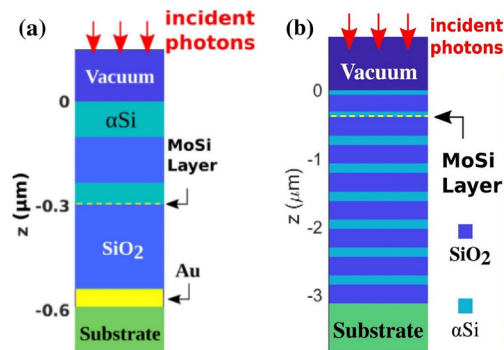 (a)
incident
photons
Vacuum
0
αSi
MoSi
Layer
-0.3
z (μm)
SiO2
Au
-0.6
Substrate
(b)
incident
photons
Vacuum
0
-1
MoSi
Layer
z (μm)
-2
SiO2
-3
αSi
Substrate